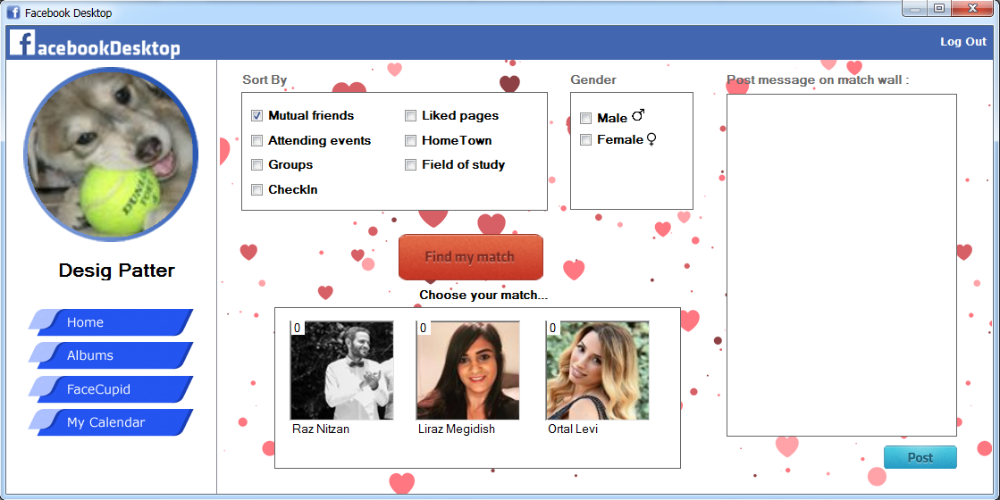 Facebook Desktop
facebookDesktop
Log Out
Desig Patter
Home
Albums
FaceCupid
My Calendar
Sort By
Mutual friends
Liked pages
Attending events
HomeTown
Groups
Field of study
CheckIn
Gender
Male ♂
Female ♀
Post message on match wall :
Find my match
Choose your match...
0 0 0
Raz Nitzan
Liraz Megidish
Ortal Levi
Post
DUNLOP